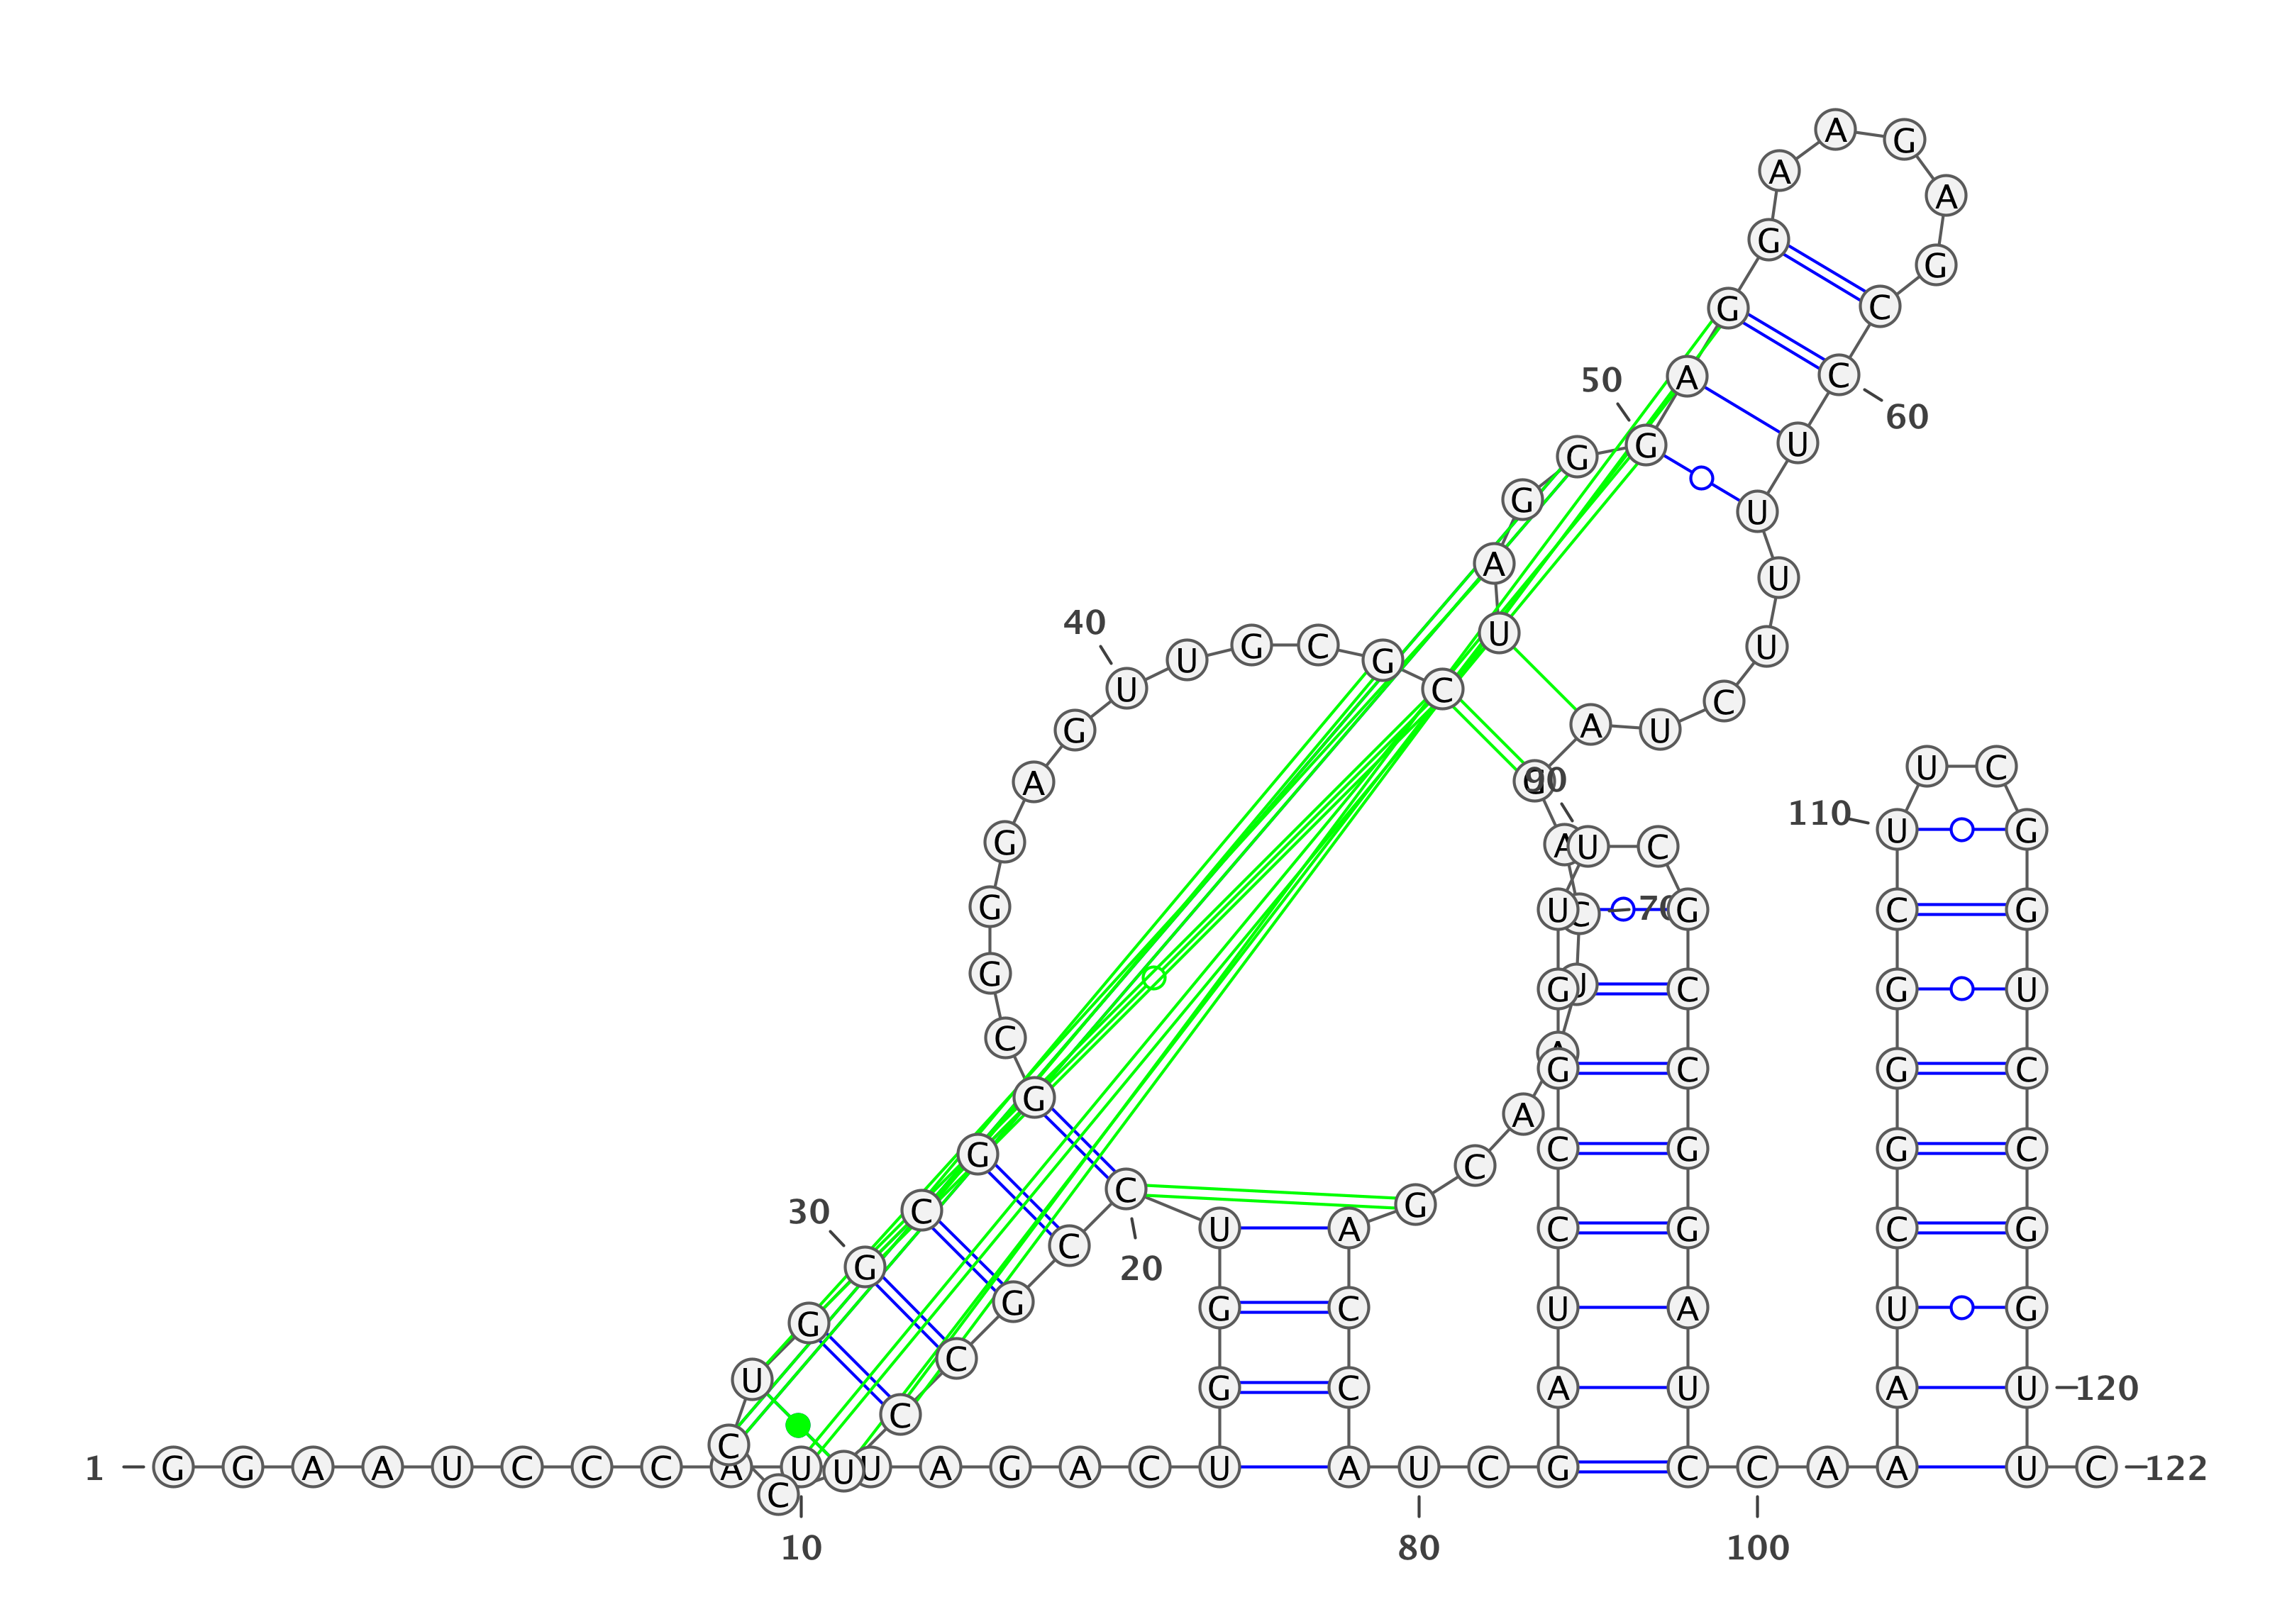 A G
A
A
G
G
G C
50 A C
60
G U
G
G U
A U
40 U
U G C G U
U C C
G A U
A 90 U C
110 U G
G A U C
G U C 70 G C G
G G C G U
C
G G C G C
A
G C C G G C
C
30 C G
U A C G C G
C
G 20
G G C U A U G
G
C
U G C A U A U 120
C
C
1 G G A A U C C C A U U U A G A C U A U C G C C A A A U C 122
C
10 80 100